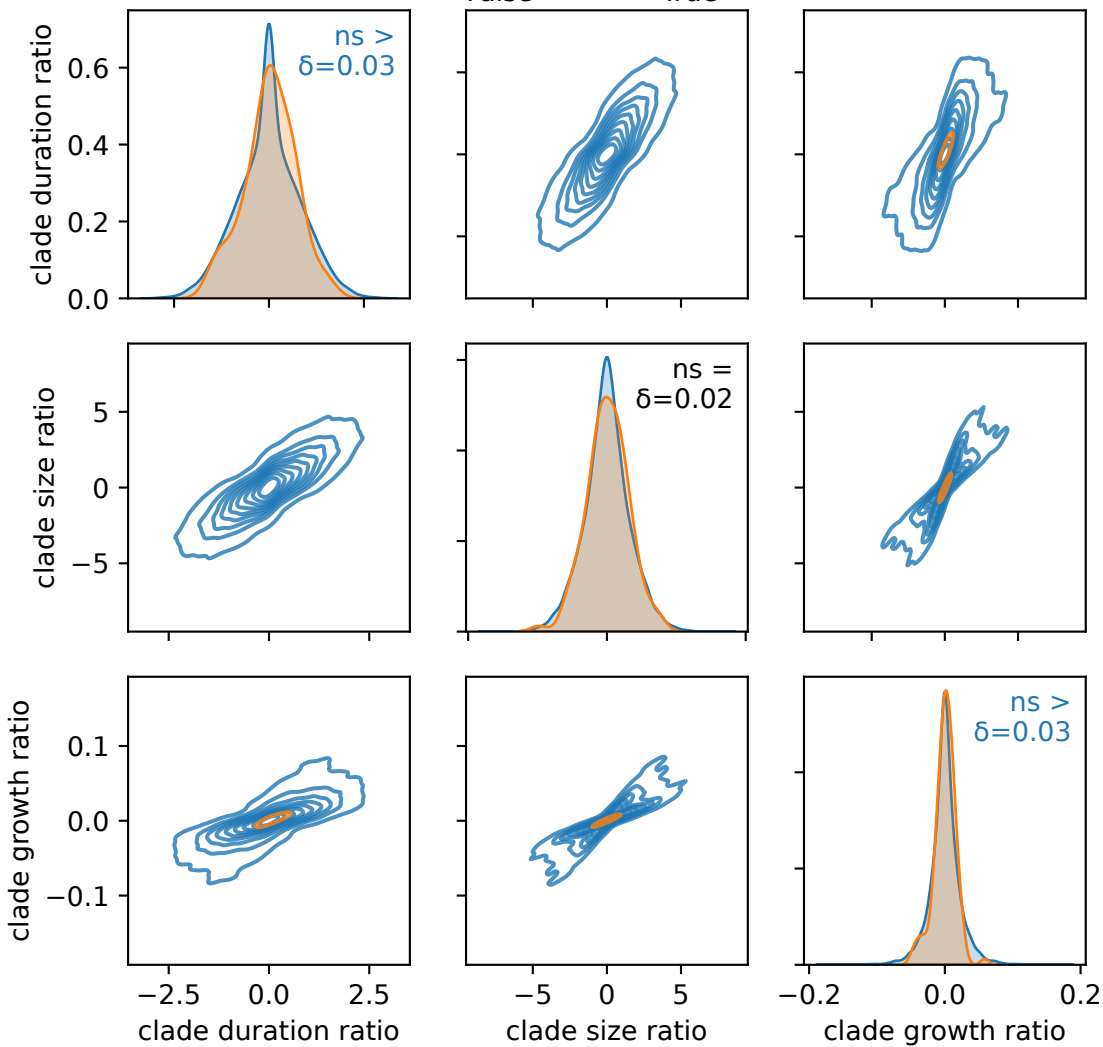 0.6
0.4
0.2
0.0
clade duration ratio
ns >
δ=0.03
5
0
−5
clade size ratio
ns =
δ=0.02
0.1
0.0
−0.1
clade growth ratio
ns >
δ=0.03
−2.5 0.0 2.5
−5 0 5
−0.2 0.0 0.2
clade duration ratio
clade size ratio
clade growth ratio